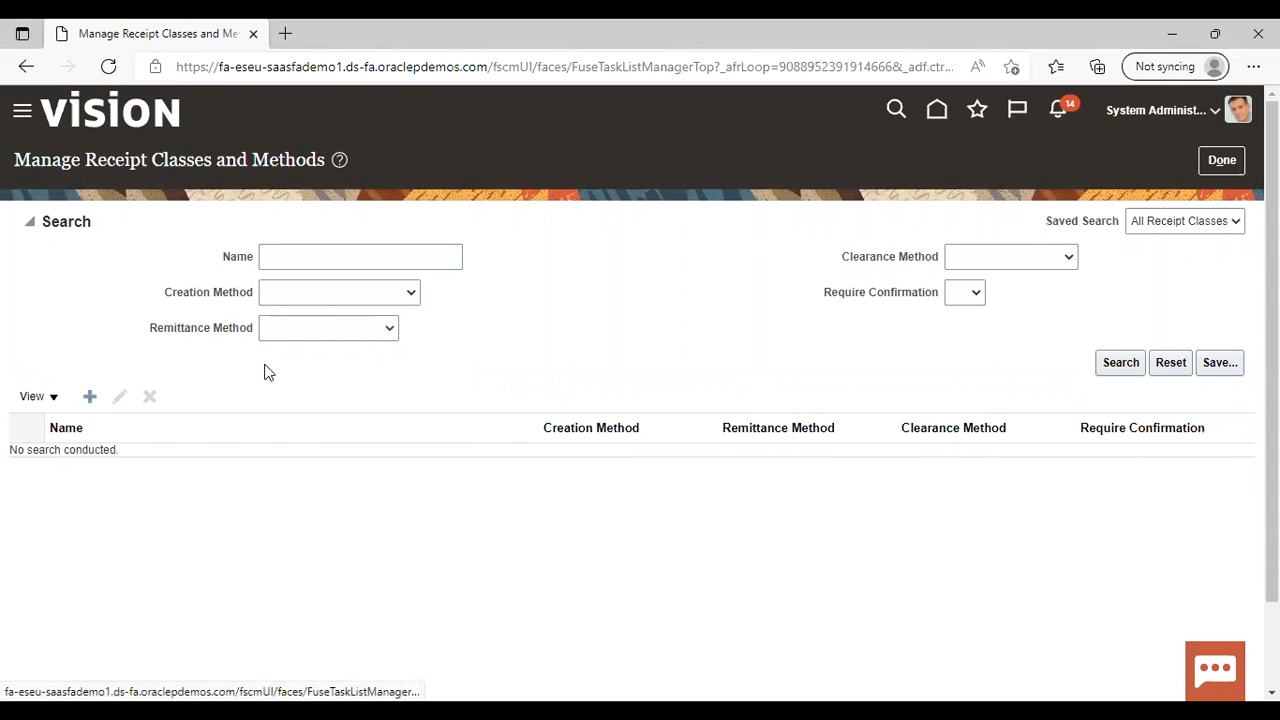 Manage Receipt Classes and Me
https://fa-eseu-saasfademo1.ds-fa.oraclepdemos.com/fscmUI/faces/FuseTaskListManagerTop?_afrLoop=9088952391914666&_adf.ctr...
Not syncing
VISION
14
System Administ...
Manage Receipt Classes and Methods
Done
Search
Saved Search All Receipt Classes
Name
Clearance Method
Creation Method
Require Confirmation
Remittance Method
Search Reset Save...
View
Name Creation Method Remittance Method Clearance Method Require Confirmation
No search conducted.
fa-eseu-saasfademo1.ds-fa.oraclepdemos.com/fscmUI/faces/FuseTaskListManager...